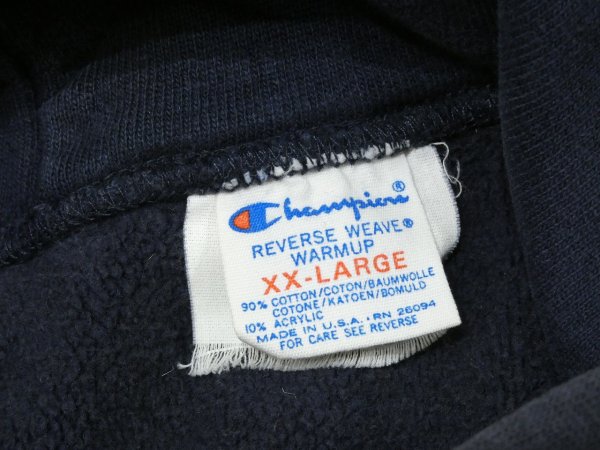 Champion®
REVERSE WEAVE®
WARMUP
XX-LARGE
90% COTTON/COTON/BAUMWOLLE
COTONE/KATOEN/BOMULD
10% ACRYLIC
MADE IN U.S.A. · RN 26094
FOR CARE SEE REVERSE